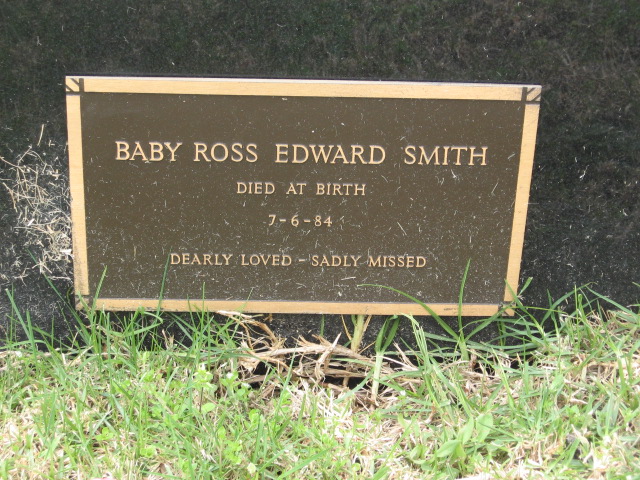 BABY ROSS EDWARD SMITH
DIED AT BIRTH
7-6-84
DEARLY LOVED - SADLY MISSED